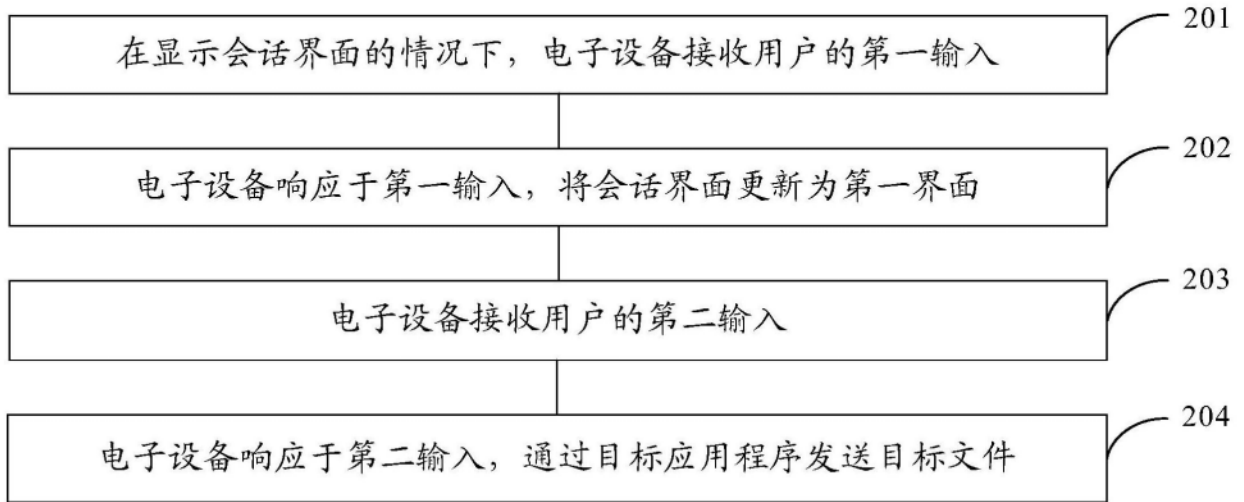 201
在显示会话界面的情况下，电子设备接收用户的第一输入
202
电子设备响应于第一输入，将会话界面更新为第一界面
203
电子设备接收用户的第二输入
204
电子设备响应于第二输入，通过目标应用程序发送目标文件